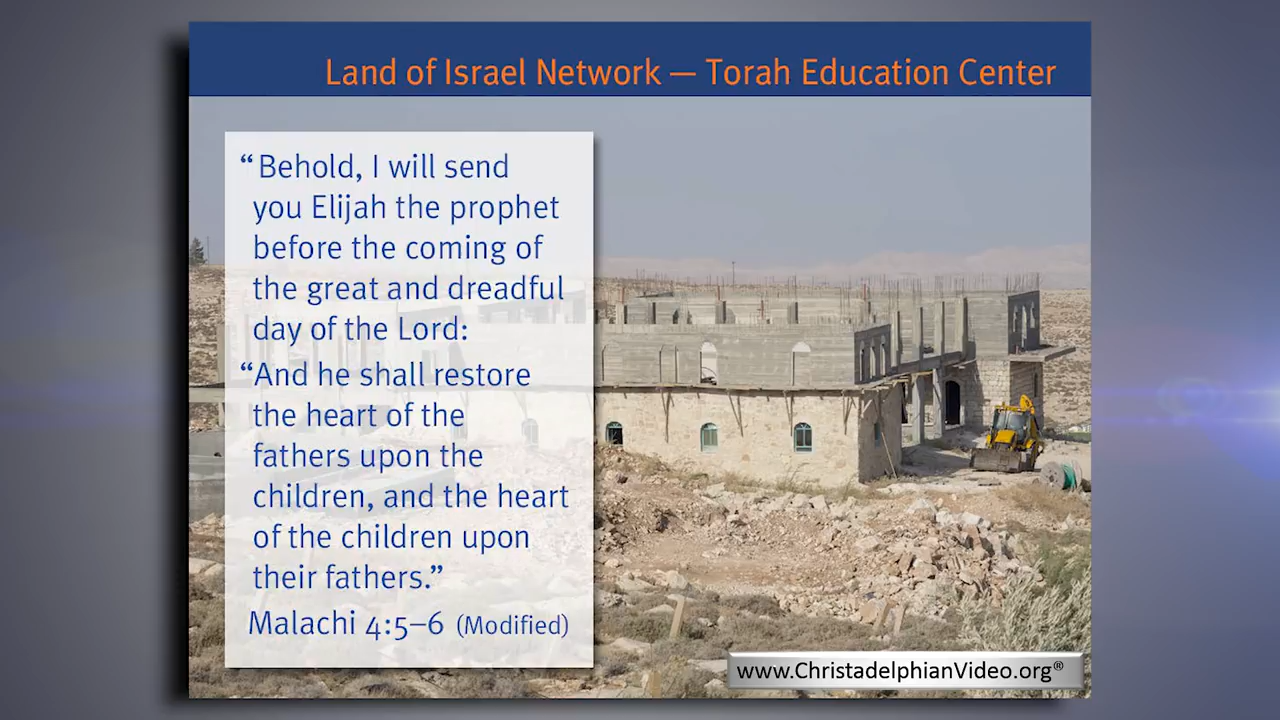 Land of Israel Network — Torah Education Center
“Behold, I will send
you Elijah the prophet
before the coming of
the great and dreadful
day of the Lord:
“And he shall restore
the heart of the
fathers upon the
children, and the heart
of the children upon
their fathers.”
Malachi 4:5–6 (Modified)
www.ChristadelphianVideo.org®